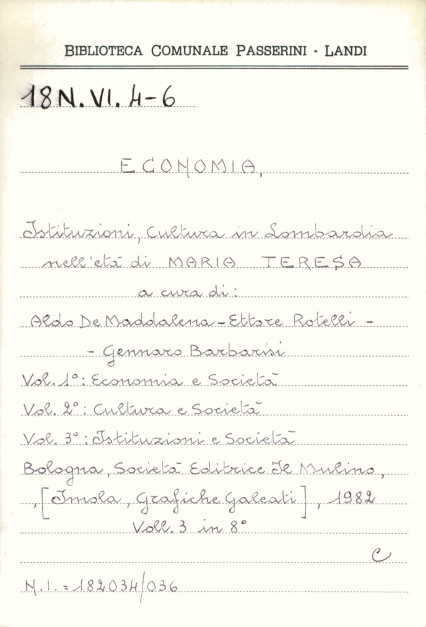 BIBLIOTECA COMUNALE PASSERINI - LANDI
18N.VI.4-6
ECONOMIA,
Istituzioni, Cultura in Lombardia
nell'età di MARIA TERESA
a cura di:
Aldo De Maddalena - Ettore Rotelli -
- Gennaro Barbarisi
Vol. 1°: Economia e Società
Vol. 2°: Cultura e Società
Vol. 3°: Istituzioni e Società
Bologna, Società Editrice Il Mulino,
, [Imola, Grafiche Galeati], 1982
Voll. 3 in 8°
C
N.I. = 182034/036